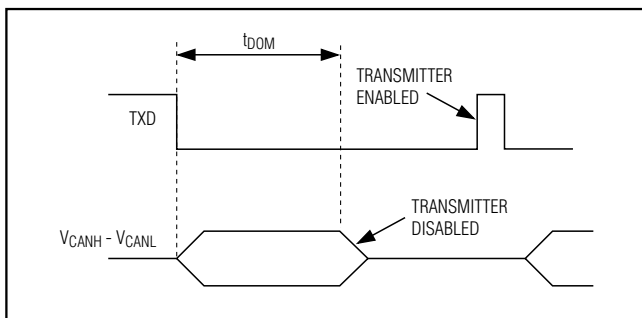 tDOM
TRANSMITTER
ENABLED
TXD
TRANSMITTER
DISABLED
VCANH - VCANL